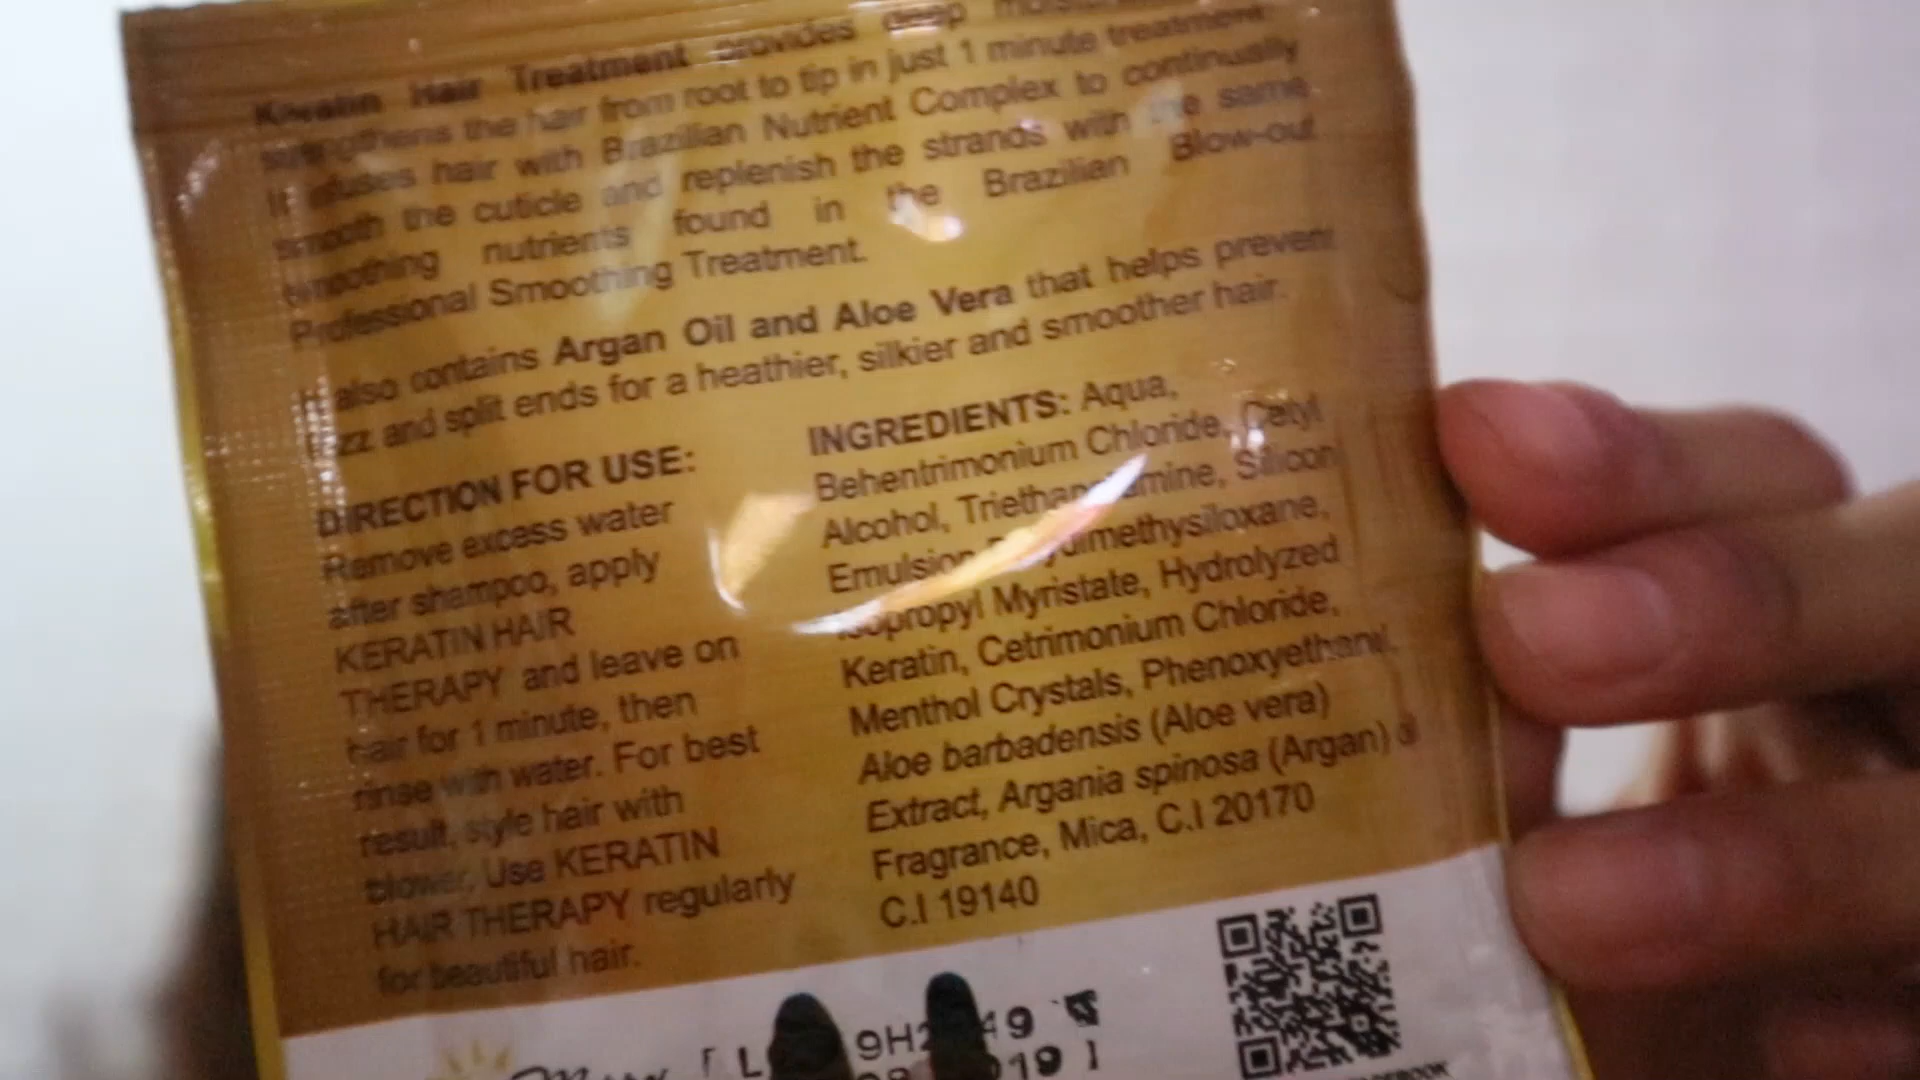 Keratin Hair Treatment provides deep
strengthens the hair from root to tip in just 1 minute treatment
It infuses hair with Brazilian Nutrient Complex to continually
smooth the cuticle and replenish the strands with the same
smoothing nutrients found in the Brazilian Blow-out
Professional Smoothing Treatment.
also contains Argan Oil and Aloe Vera that helps prevent
and split ends for a heathier, silkier and smoother hair.
DIRECTION FOR USE:
Remove excess water
after shampoo, apply
KERATIN HAIR
THERAPY and leave on
hair for 1 minute, then
rinse with water. For best
result, style hair with
blower, Use KERATIN
HAIR THERAPY regularly
for beautiful hair.
INGREDIENTS: Aqua,
Behentrimonium Chloride, Cetyl
Alcohol, Silicon
Emulsion
Isopropyl Myristate, Hydrolyzed
Keratin, Cetrimonium Chloride,
Menthol Crystals, Phenoxyethanil,
Aloe barbadensis (Aloe vera)
Extract, Argania spinosa (Argan)
Fragrance, Mica, C.I 20170
C.I 19140